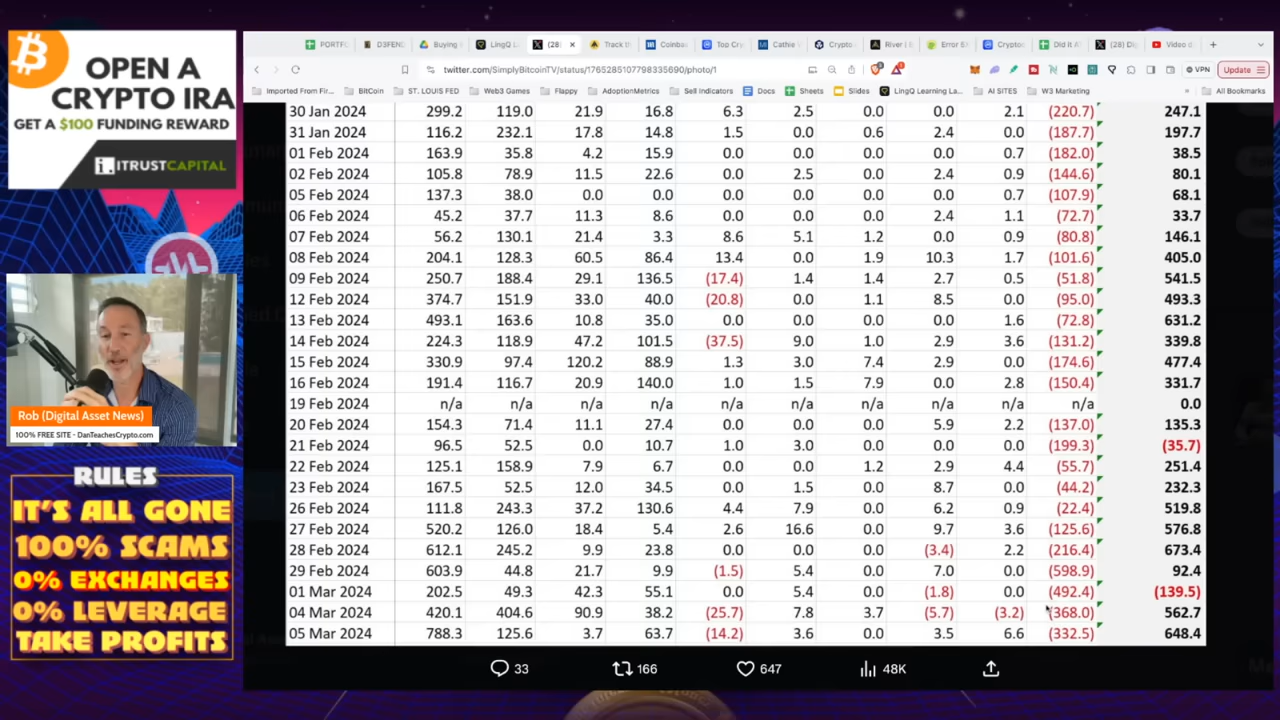 OPEN A
CRYPTO IRA
GET A $100 FUNDING REWARD
ITRUSTCAPITAL
Rob (Digital Asset News)
100% FREE SITE - DanTeachesCrypto.com
RULES
IT'S ALL GONE
100% SCAMS
0% EXCHANGES
0% LEVERAGE
TAKE PROFITS
PORTFC D3FENS Buying LingQ L (28) Track th Coinba Top Cry Cathie V Crypto River | B Error 5 Cryptoc Did it A (28) Di Video d
twitter.com/SimplyBitcoinTV/status/1765285107798335690/photo/1 VPN Update
Imported From Fir... BitCoin ST. LOUIS FED Web3 Games Flappy AdoptionMetrics Sell Indicators Docs Sheets Slides LingQ Learning La... AI SITES W3 Marketing » All Bookmarks
30 Jan 2024 299.2 119.0 21.9 16.8 6.3 2.5 0.0 0.0 2.1 (220.7) 247.1
31 Jan 2024 116.2 232.1 17.8 14.8 1.5 0.0 0.6 2.4 0.0 (187.7) 197.7
01 Feb 2024 163.9 35.8 4.2 15.9 0.0 0.0 0.0 0.0 0.7 (182.0) 38.5
02 Feb 2024 105.8 78.9 11.5 22.6 0.0 2.5 0.0 2.4 0.9 (144.6) 80.1
05 Feb 2024 137.3 38.0 0.0 0.0 0.0 0.0 0.0 0.0 0.7 (107.9) 68.1
06 Feb 2024 45.2 37.7 11.3 8.6 0.0 0.0 0.0 2.4 1.1 (72.7) 33.7
07 Feb 2024 56.2 130.1 21.4 3.3 8.6 5.1 1.2 0.0 0.9 (80.8) 146.1
08 Feb 2024 204.1 128.3 60.5 86.4 13.4 0.0 1.9 10.3 1.7 (101.6) 405.0
09 Feb 2024 250.7 188.4 29.1 136.5 (17.4) 1.4 1.4 2.7 0.5 (51.8) 541.5
12 Feb 2024 374.7 151.9 33.0 40.0 (20.8) 0.0 1.1 8.5 0.0 (95.0) 493.3
13 Feb 2024 493.1 163.6 10.8 35.0 0.0 0.0 0.0 0.0 1.6 (72.8) 631.2
14 Feb 2024 224.3 118.9 47.2 101.5 (37.5) 9.0 1.0 2.9 3.6 (131.2) 339.8
15 Feb 2024 330.9 97.4 120.2 88.9 1.3 3.0 7.4 2.9 0.0 (174.6) 477.4
16 Feb 2024 191.4 116.7 20.9 140.0 1.0 1.5 7.9 0.0 2.8 (150.4) 331.7
19 Feb 2024 n/a n/a n/a n/a n/a n/a n/a n/a n/a n/a 0.0
20 Feb 2024 154.3 71.4 11.1 27.4 0.0 0.0 0.0 5.9 2.2 (137.0) 135.3
21 Feb 2024 96.5 52.5 0.0 10.7 1.0 3.0 0.0 0.0 0.0 (199.3) (35.7)
22 Feb 2024 125.1 158.9 7.9 6.7 0.0 0.0 1.2 2.9 4.4 (55.7) 251.4
23 Feb 2024 167.5 52.5 12.0 34.5 0.0 1.5 0.0 8.7 0.0 (44.2) 232.3
26 Feb 2024 111.8 243.3 37.2 130.6 4.4 7.9 0.0 6.2 0.9 (22.4) 519.8
27 Feb 2024 520.2 126.0 18.4 5.4 2.6 16.6 0.0 9.7 3.6 (125.6) 576.8
28 Feb 2024 612.1 245.2 9.9 23.8 0.0 0.0 0.0 (3.4) 2.2 (216.4) 673.4
29 Feb 2024 603.9 44.8 21.7 9.9 (1.5) 5.4 0.0 7.0 0.0 (598.9) 92.4
01 Mar 2024 202.5 49.3 42.3 55.1 0.0 5.4 0.0 (1.8) 0.0 (492.4) (139.5)
04 Mar 2024 420.1 404.6 90.9 38.2 (25.7) 7.8 3.7 (5.7) (3.2) (368.0) 562.7
05 Mar 2024 788.3 125.6 3.7 63.7 (14.2) 3.6 0.0 3.5 6.6 (332.5) 648.4
33 166 647 48K